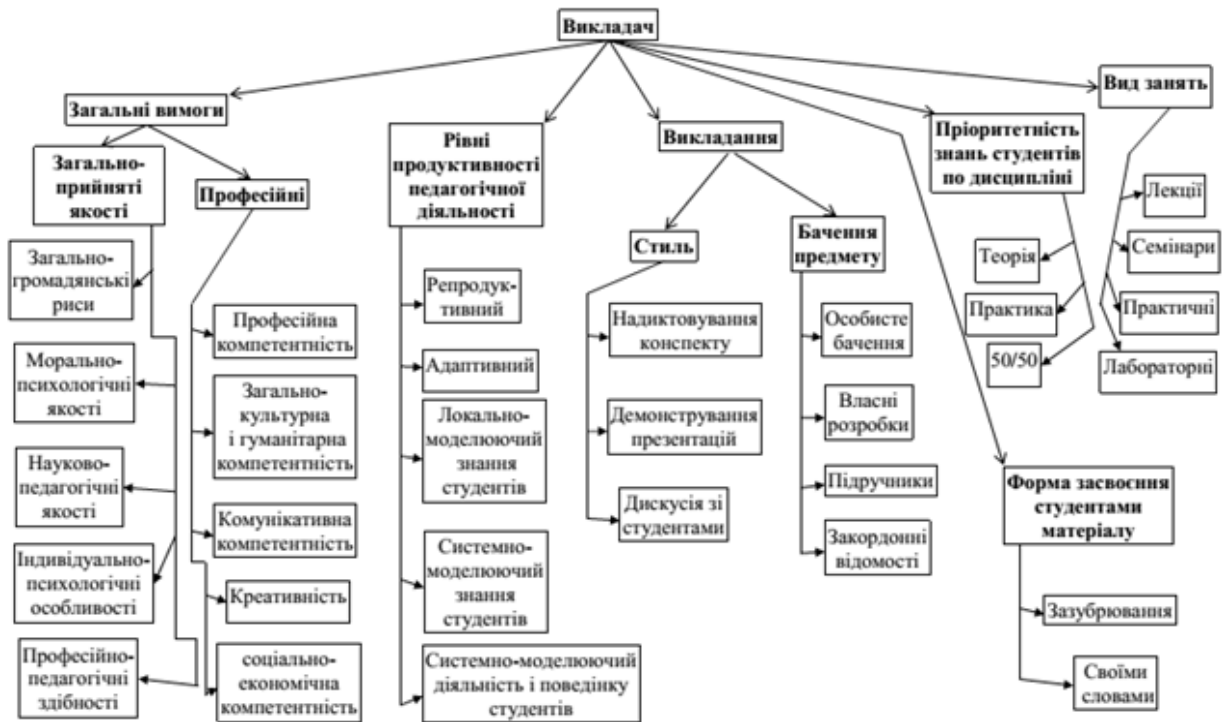 Викладач
Загальні вимоги
Загально-
прийняті
якості
Професійні
Загально-
громадянські
риси
Морально-
психологічні
якості
Науково-
педагогічні
якості
Індивідуально-
психологічні
особливості
Професійно-
педагогічні
здібності
Професійна
компетентність
Загально-
культурна
і гуманітарна
компетентність
Комунікативна
компетентність
Креативність
соціально-
економічна
компетентність
Рівні
продуктивності
педагогічної
діяльності
Репродук-
тивний
Адаптивний
Локально-
моделюючий
знання
студентів
Системно-
моделюючий
знання
студентів
Системно-моделюючий
діяльність і поведінку
студентів
Викладання
Стиль
Надиктовування
конспекту
Демонстрування
презентацій
Дискусія зі
студентами
Бачення
предмету
Особисте
бачення
Власні
розробки
Підручники
Закордонні
відомості
Пріоритетність
знань студентів
по дисципліні
Теорія
Практика
50/50
Вид занять
Лекції
Семінари
Практичні
Лабораторні
Форма засвоєння
студентами
матеріалу
Зазубрювання
Своїми
словами